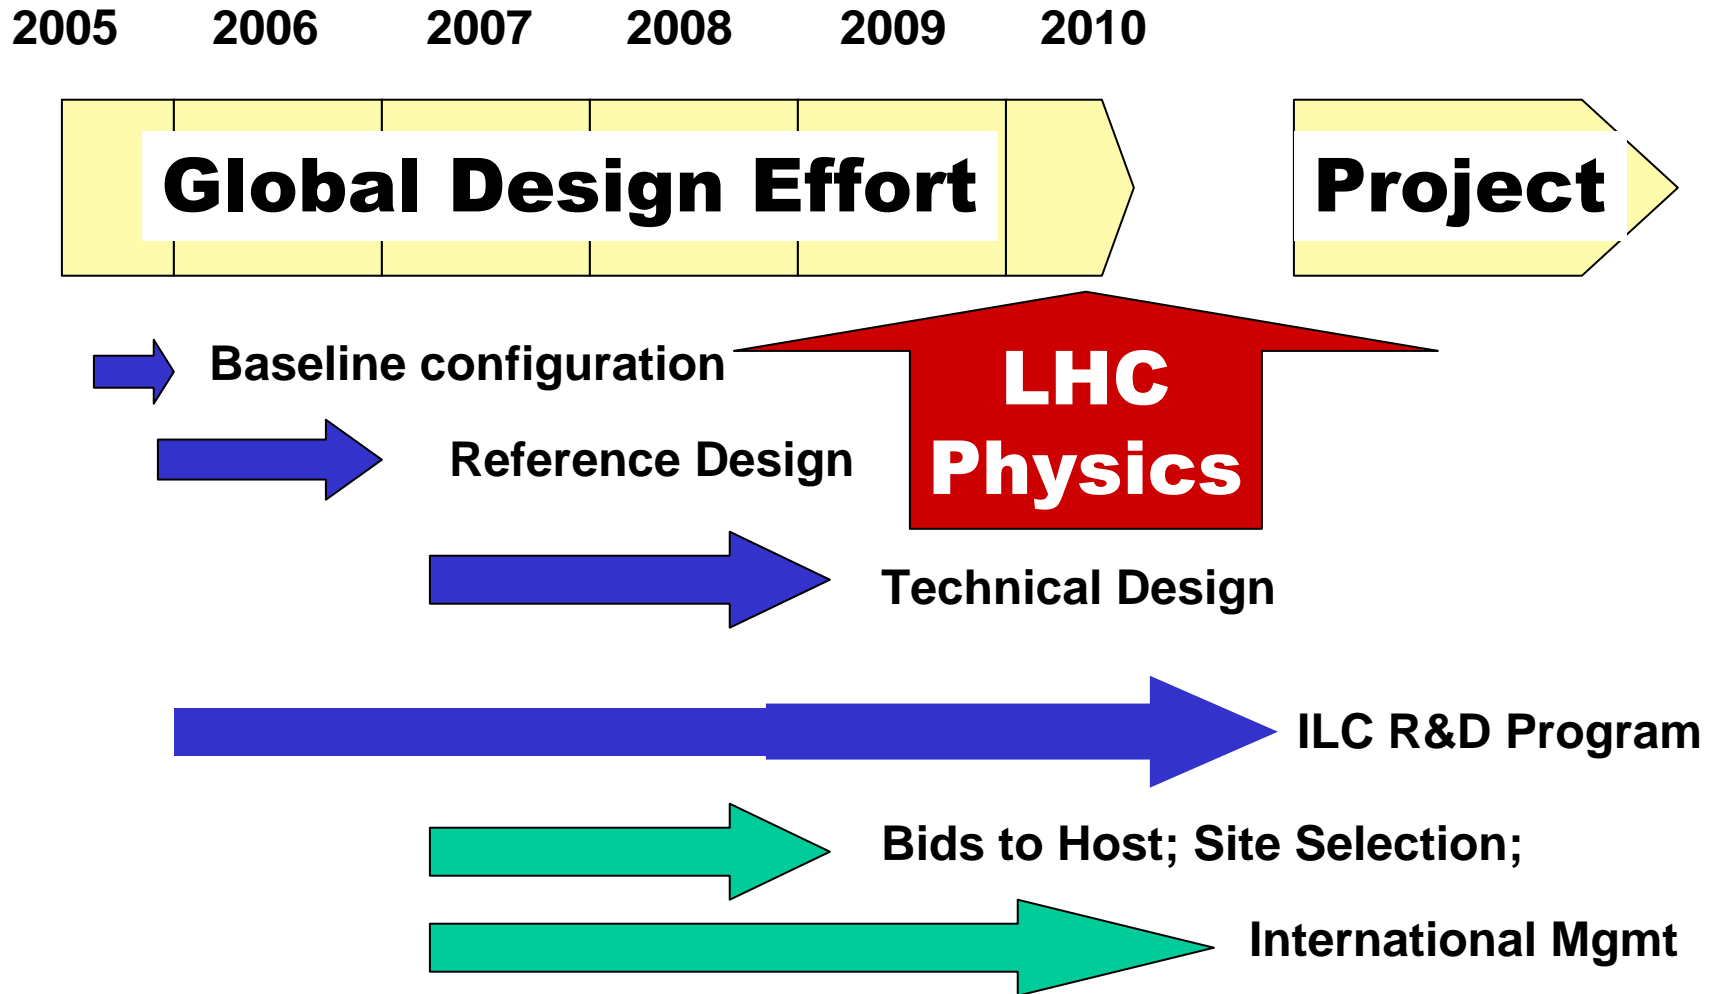 2005 2006 2007 2008 2009 2010
Global Design Effort
Project
Baseline configuration
LHC
Physics
Reference Design
Technical Design
ILC R&D Program
Bids to Host; Site Selection;
International Mgmt